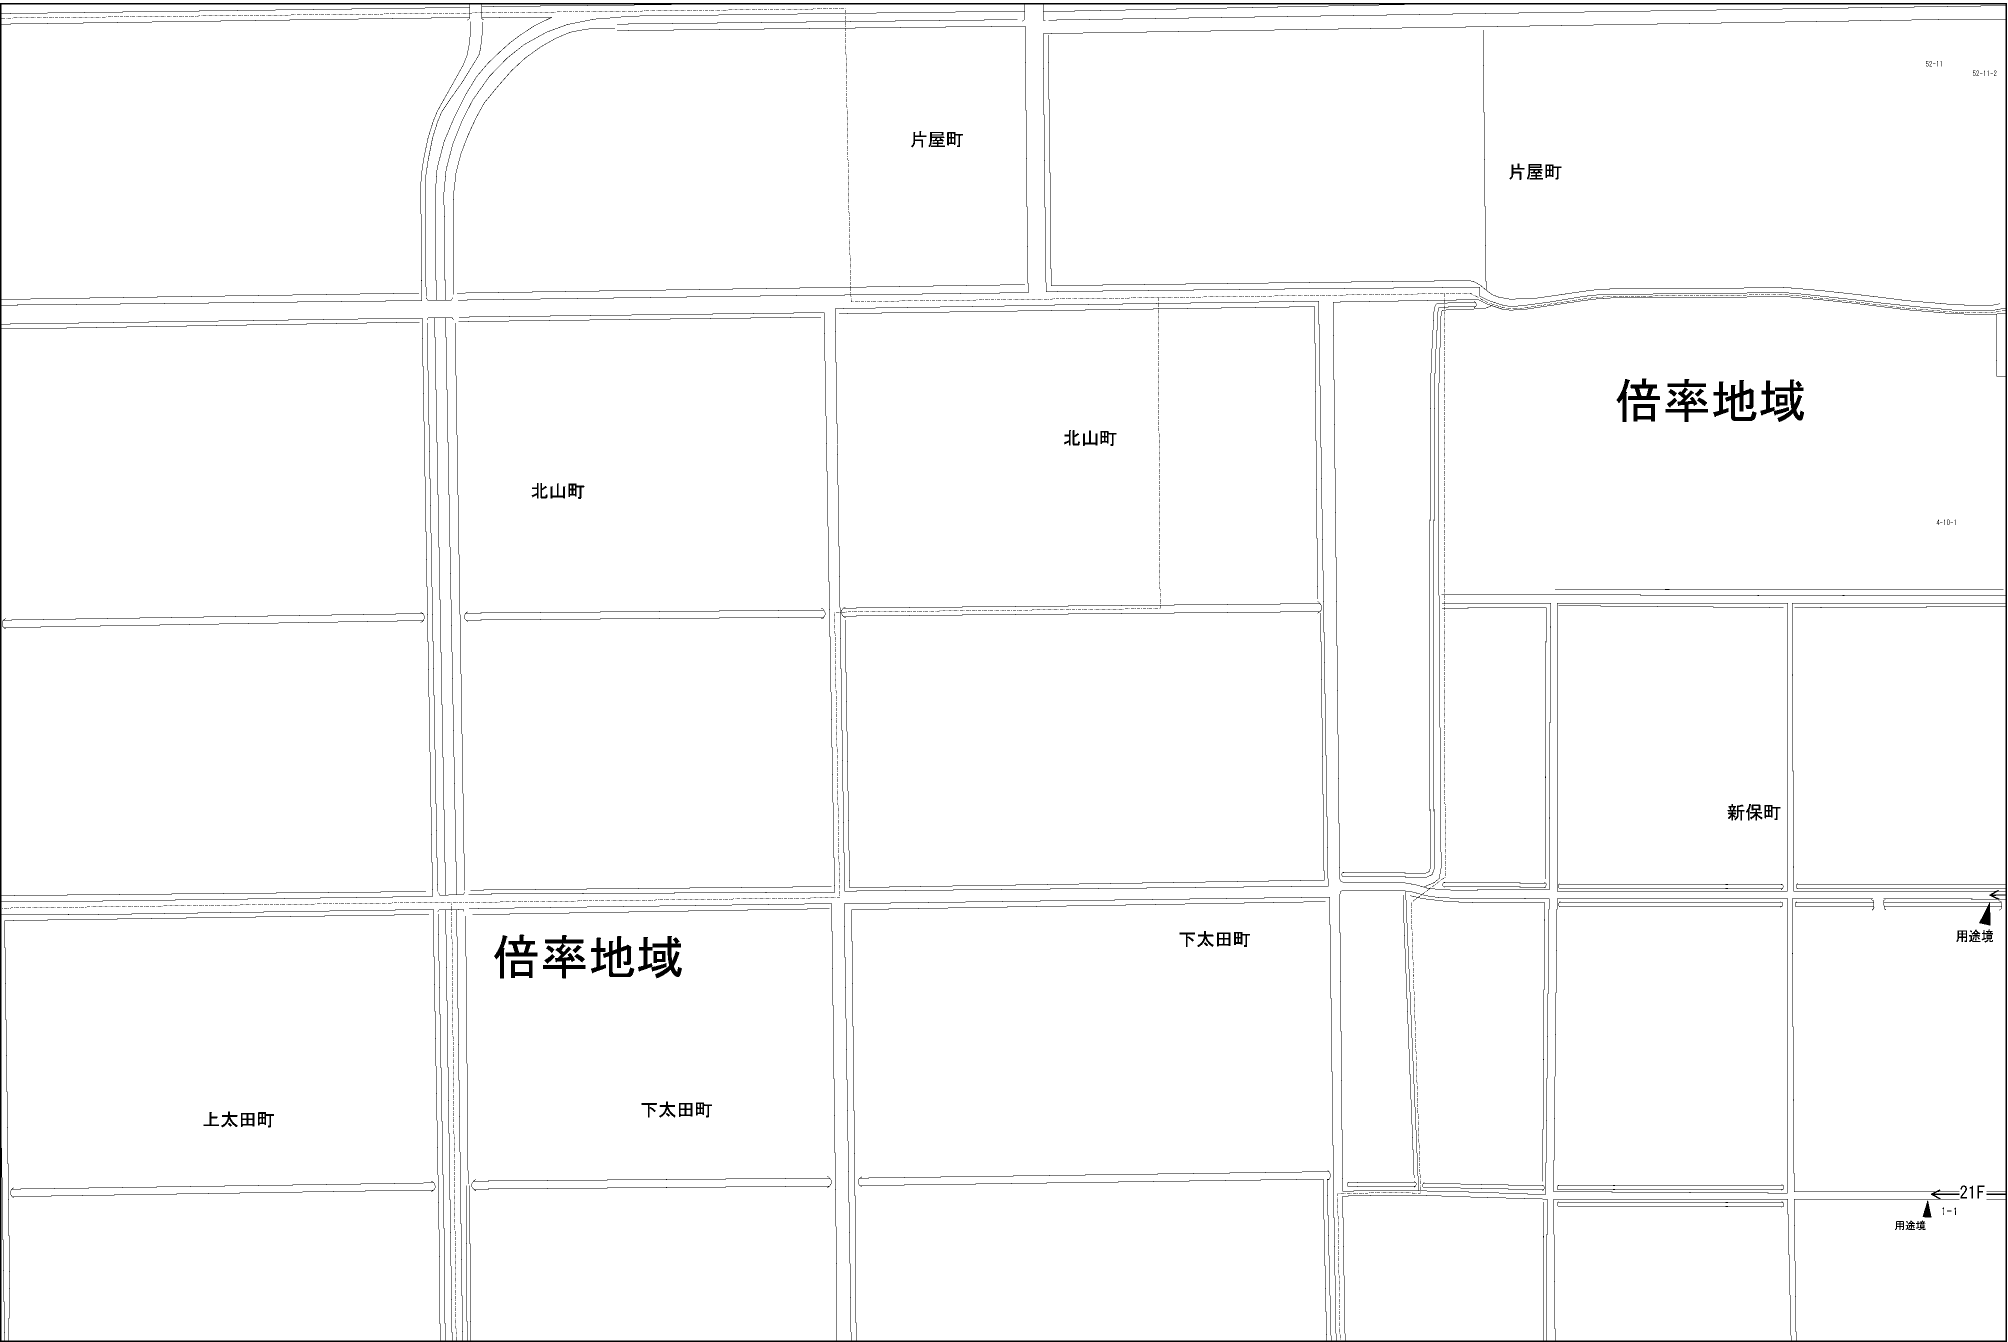 52-11
52-11-2
片屋町
片屋町
倍率地域
北山町
北山町
4-10-1
新保町
用途境
下太田町
倍率地域
下太田町
上太田町
21F
1-1
用途境